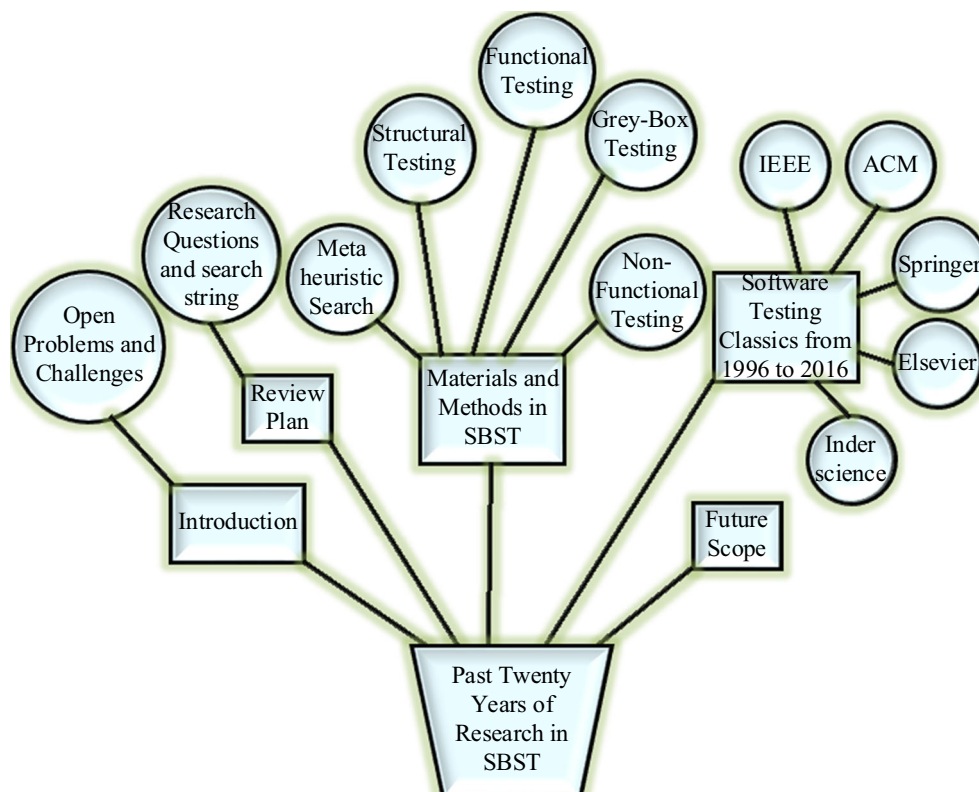 Functional
Testing
Structural
Testing
Grey-Box
Testing
IEEE
ACM
Research
Questions
and search
string
Meta
heuristic
Search
Non-
Functional
Testing
Springer
Software
Testing
Classics from
1996 to 2016
Open
Problems and
Challenges
Elsevier
Review
Plan
Materials and
Methods in
SBST
Inder
science
Introduction
Future
Scope
Past Twenty
Years of
Research in
SBST